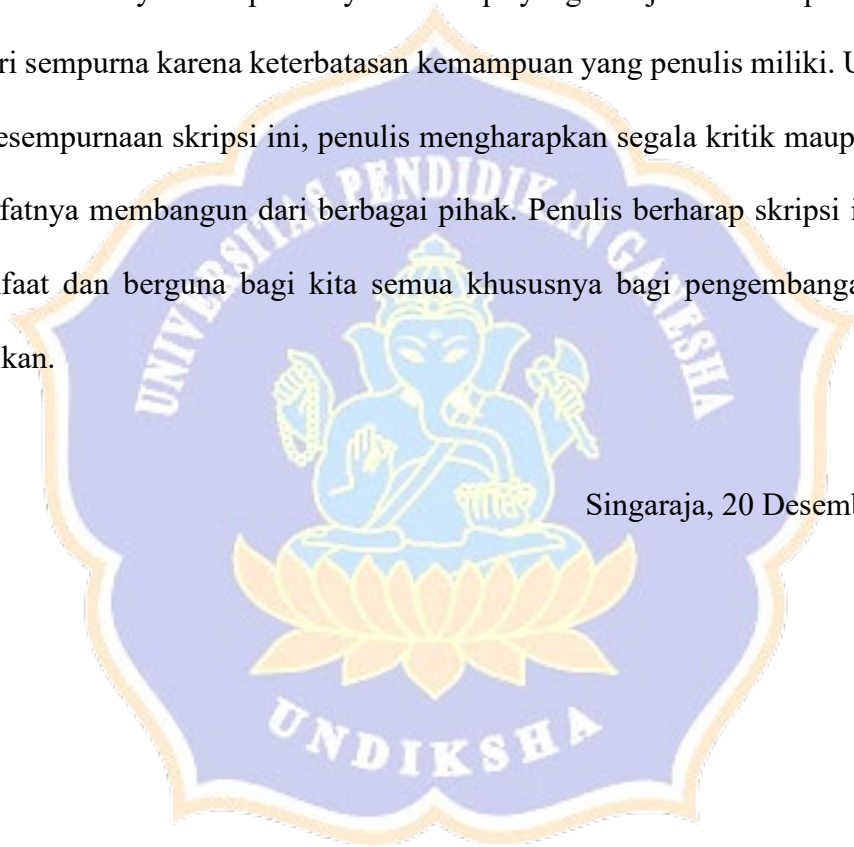 ri sempurna karena keterbatasan kemampuan yang penulis miliki. U
esempurnaan skripsi ini, penulis mengharapkan segala kritik maup
fatnya membangun dari berbagai pihak. Penulis berharap skripsi i
faat dan berguna bagi kita semua khususnya bagi pengembanga
ikan.
UNIVERSITAS PENDIDIKAN GANESHA
Singaraja, 20 Desemb
UNDIKSHA